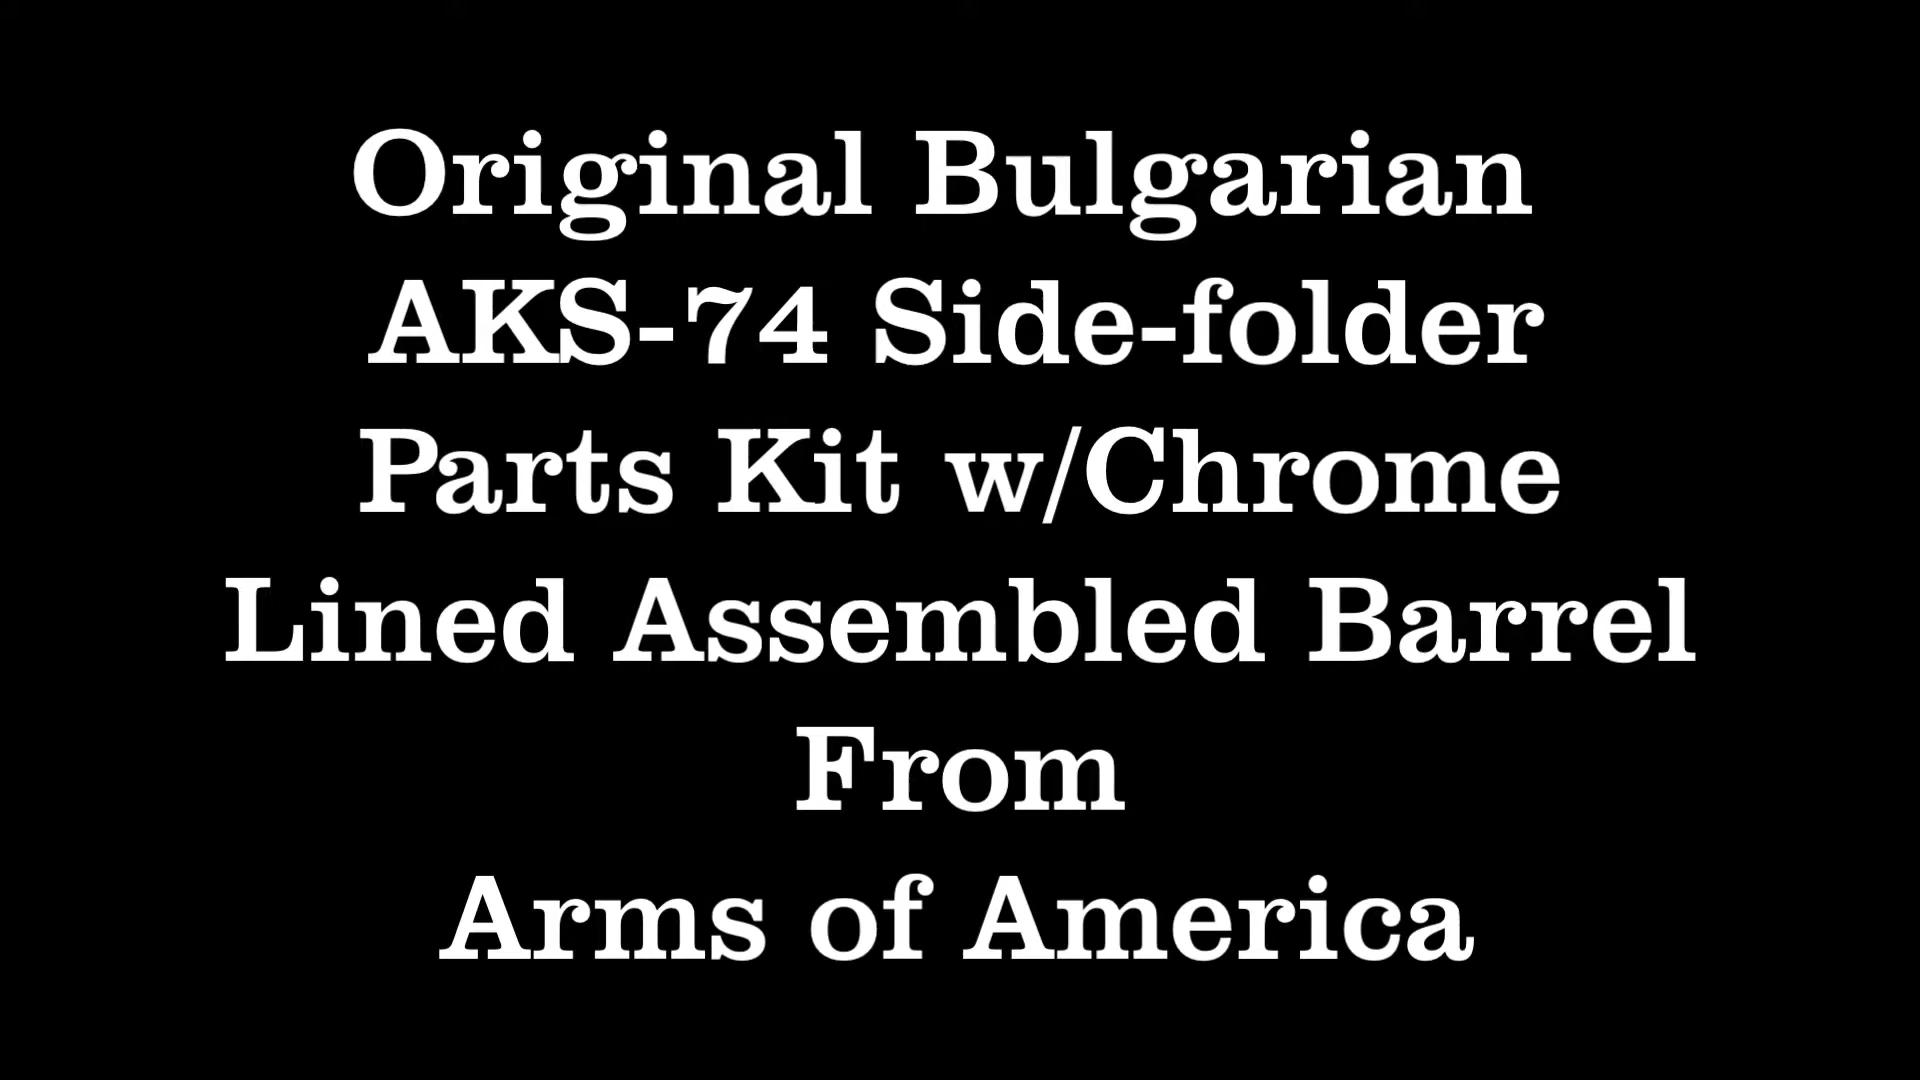 Original Bulgarian
AKS-74 Side-folder
Parts Kit w/Chrome
Lined Assembled Barrel
From
Arms of America